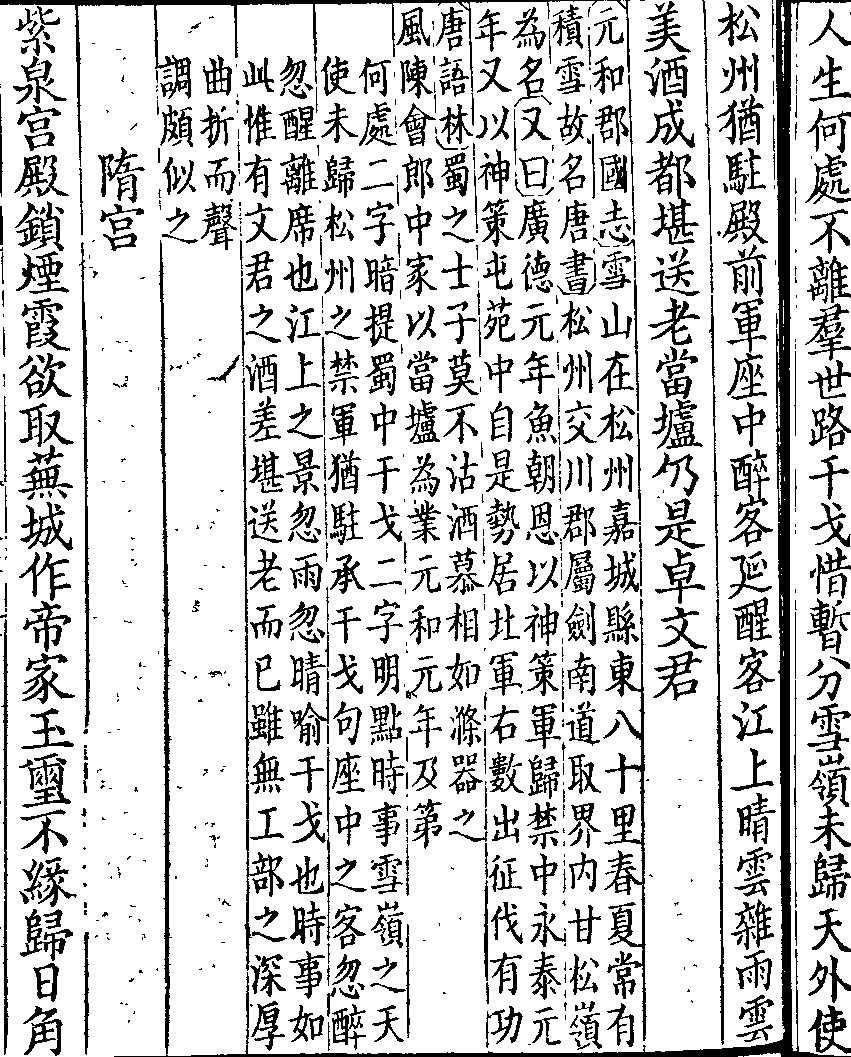 人生何處不離羣世路干戈惜暫分雪嶺未歸天外使
松州猶駐殿前軍座中醉客延醒客江上晴雲雜雨雲
美酒成都堪送老當壚仍是卓文君
元和郡國志雪山在松州嘉城縣東八十里春夏常有
積雪故名唐書松州交川郡屬劍南道取界内甘松嶺
為名又曰廣德元年魚朝恩以神策軍歸禁中永泰元
年又以神策屯苑中自是勢居北軍右數出征伐有功
唐語林蜀之士子莫不沽酒慕相如滌器之
風陳會郎中家以當壚為業元和元年及第
何處二字暗提蜀中干戈二字明點時事雪嶺之天
使未歸松州之禁軍猶駐承干戈句座中之客忽醉
忽醒離席也江上之景忽雨忽晴喻干戈也時事如
此惟有文君之酒差堪送老而已雖無工部之深厚
曲折而聲
調頗似之
隋宫
紫泉宫殿鎖煙霞欲取蕪城作帝家玉璽不緣歸日角